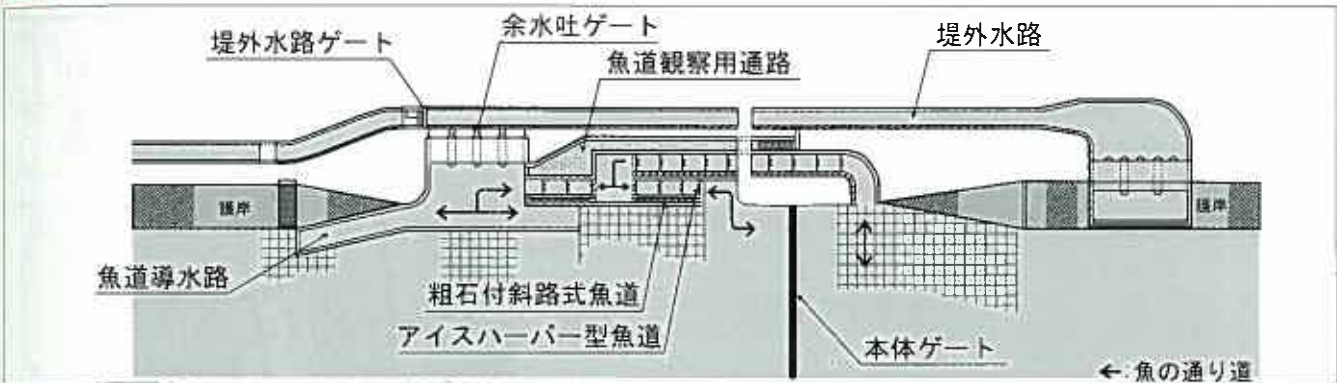 余水吐ゲート
堤外水路ゲート
堤外水路
魚道観察用通路
護岸
護岸
魚道導水路
粗石付斜路式魚道
アイスハーバー型魚道
本体ゲート
←:魚の通り道